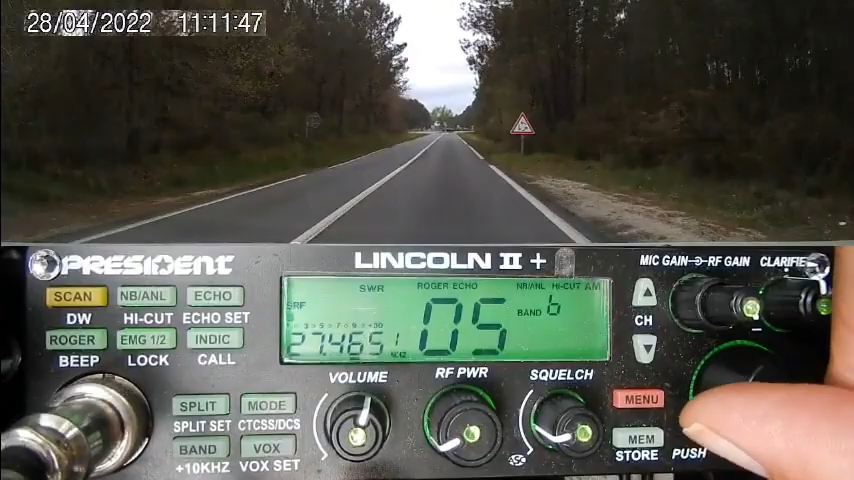 28/04/2022 11:11:47
PRESIDENT
LINCOLN II +
MIC GAIN RF GAIN CLARIFIE
SCAN NB/ANL ECHO
DW HI-CUT ECHO SET
ROGER EMG 1/2 INDIC
BEEP LOCK CALL
SWR ROGER ECHO NB/ANL HI-CUT AM
SRF
05
BAND 6
27.465
CH
VOLUME RF PWR SQUELCH
SPLIT MODE
SPLIT SET CTCSS/DCS
BAND VOX
+10KHZ VOX SET
ASC
MENU
MEM
STORE PUSH